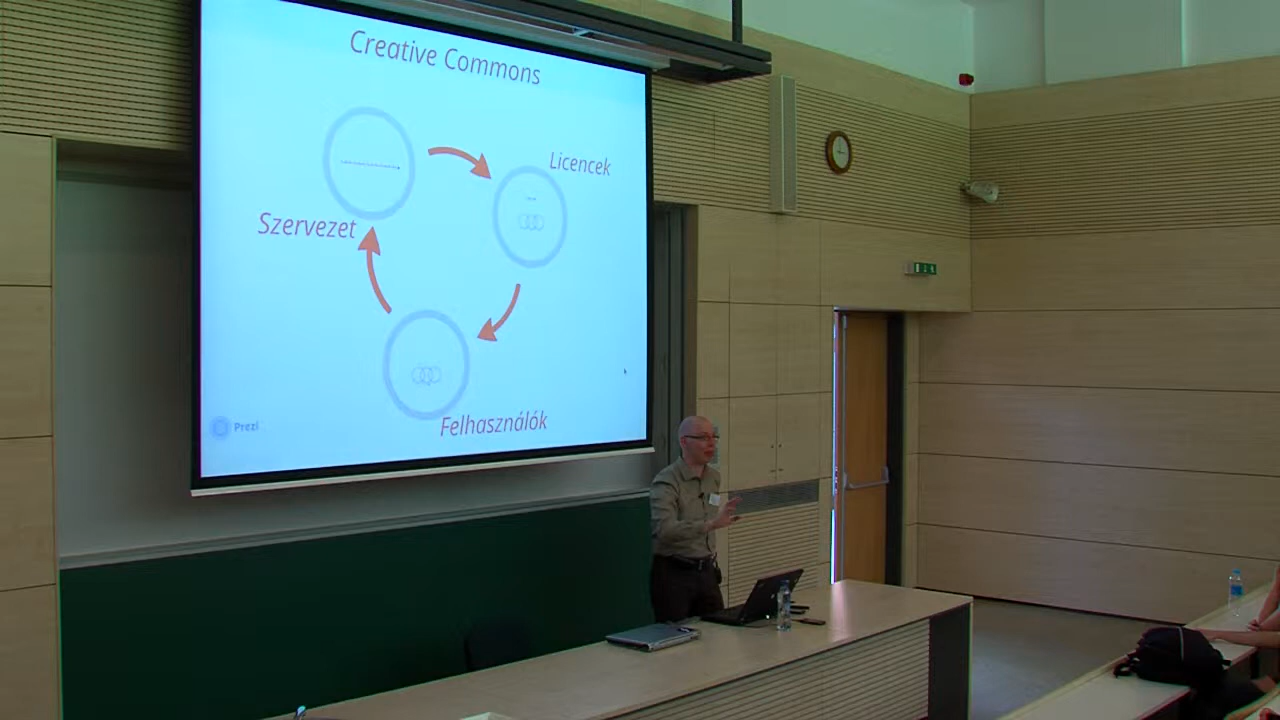 Creative Commons
Licencek
Szervezet
Felhasználók
Prezi